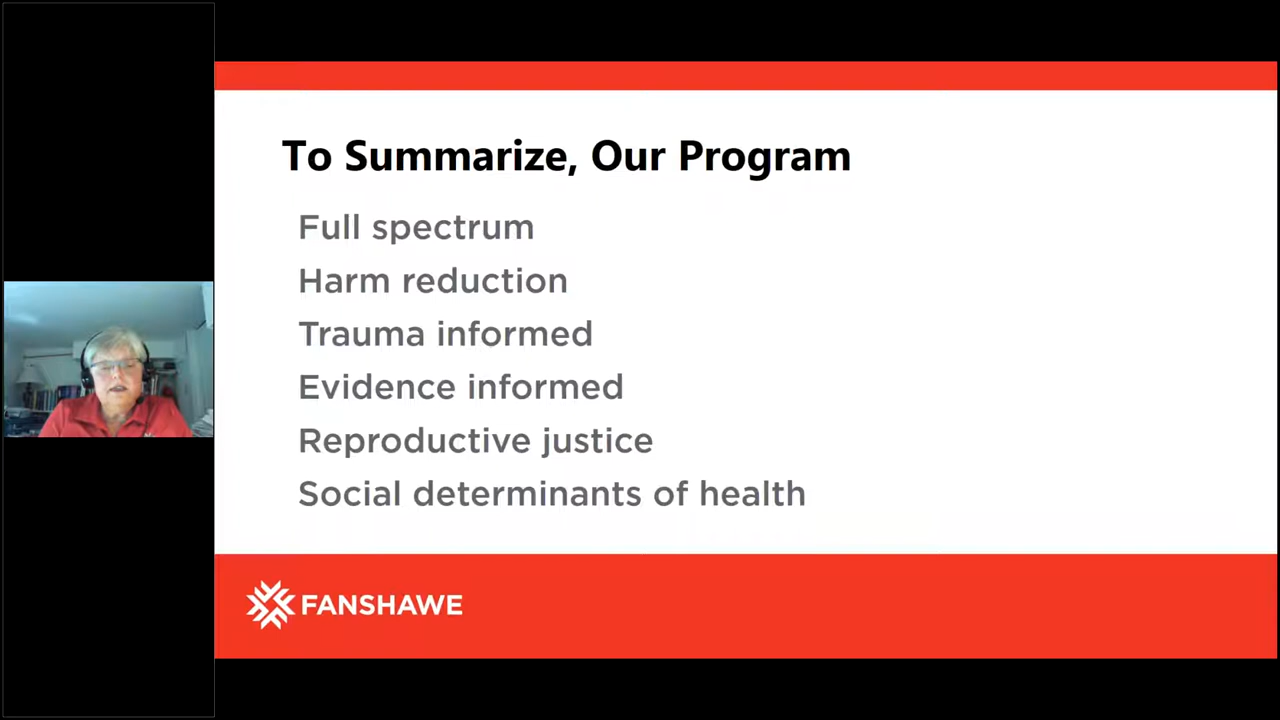 To Summarize, Our Program
Full spectrum
Harm reduction
Trauma informed
Evidence informed
Reproductive justice
Social determinants of health
FANSHAWE